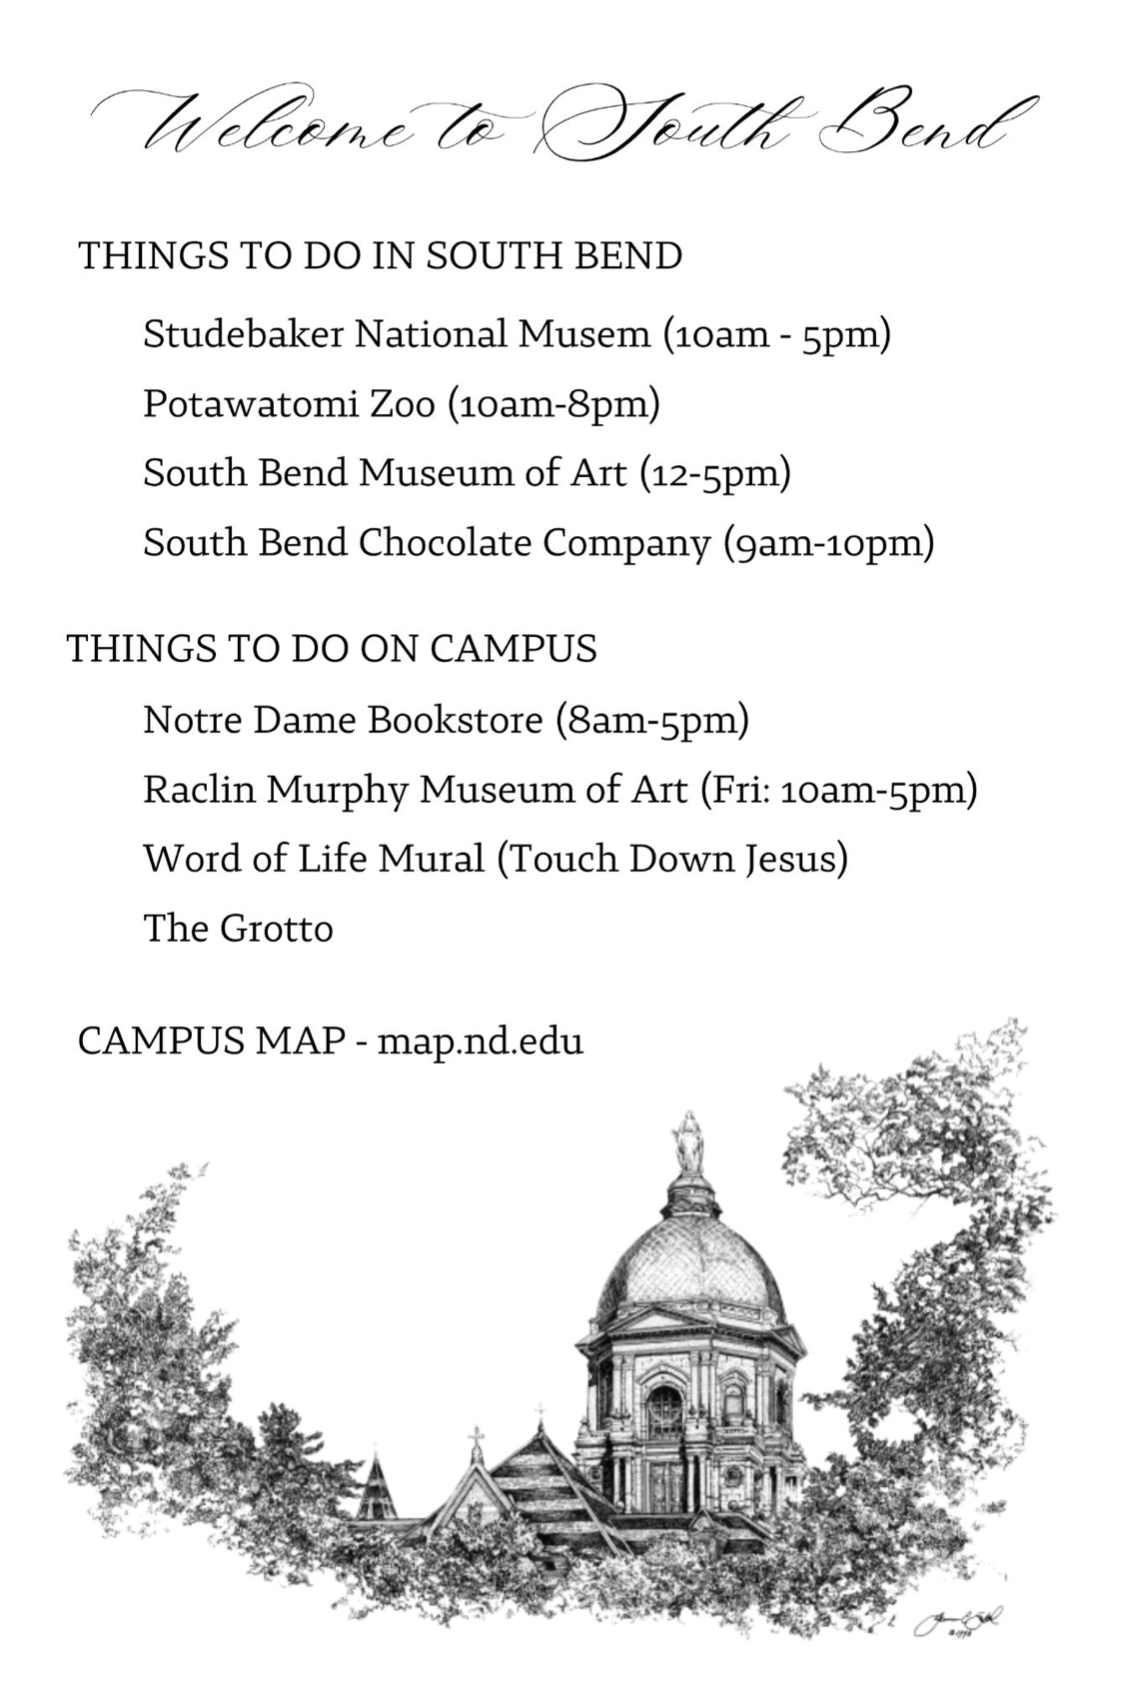 Welcome to South Bend
THINGS TO DO IN SOUTH BEND
Studebaker National Musem (10am - 5pm)
Potawatomi Zoo (10am-8pm)
South Bend Museum of Art (12-5pm)
South Bend Chocolate Company (9am-10pm)
THINGS TO DO ON CAMPUS
Notre Dame Bookstore (8am-5pm)
Raclin Murphy Museum of Art (Fri: 10am-5pm)
Word of Life Mural (Touch Down Jesus)
The Grotto
CAMPUS MAP - map.nd.edu